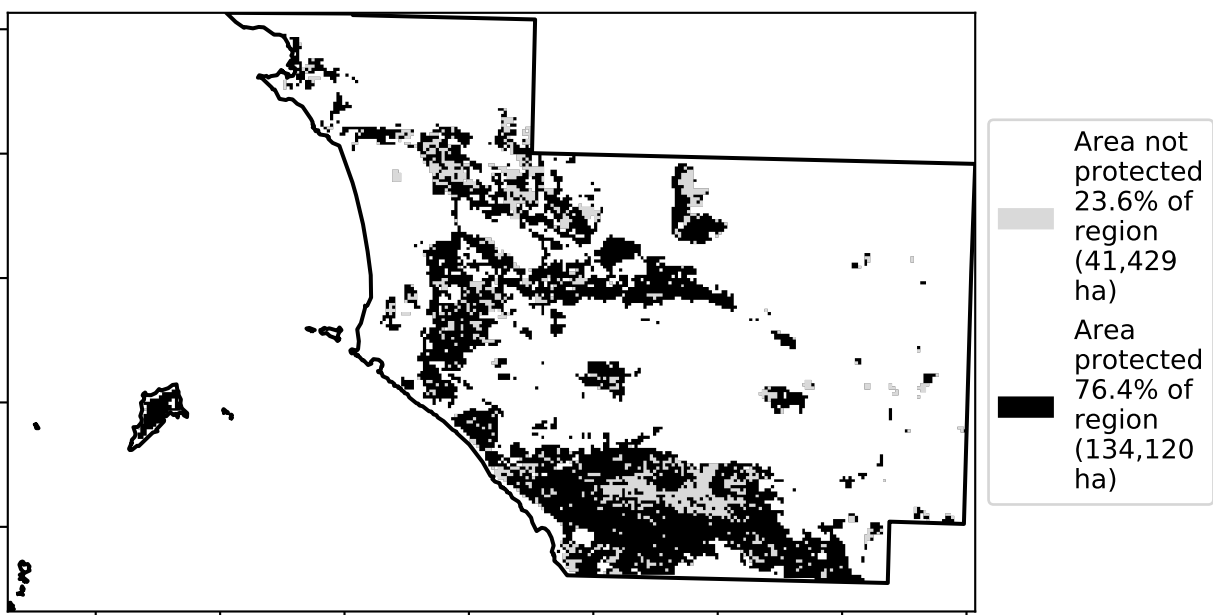 Area not
protected
23.6% of
region
(41,429
ha)
Area
protected
76.4% of
region
(134,120
ha)